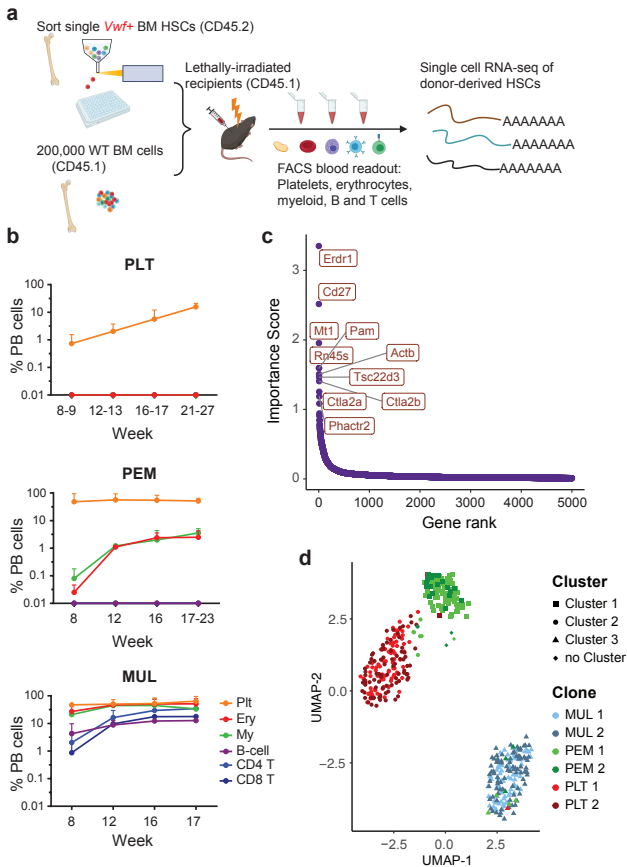 a
Sort single Vwf+ BM HSCs (CD45.2)
200,000 WT BM cells
(CD45.1)
Lethally-irradiated
recipients (CD45.1)
FACS blood readout:
Platelets, erythrocytes,
myeloid, B and T cells
Single cell RNA-seq of
donor-derived HSCs
AAAAAAA
AAAAAAA
AAAAAAA
b
PLT
% PB cells
100
10
1
0.1
0.01
8-9 12-13 16-17 21-27
Week
PEM
% PB cells
100
10
1
0.1
0.01
8 12 16 17-23
Week
MUL
% PB cells
100
10
1
0.1
0.01
8 12 16 17
Week
Plt
Ery
My
B-cell
CD4 T
CD8 T
c
Importance Score
3
2
1
0
Erdr1
Cd27
Mt1
Pam
Rn45s
Actb
Tsc22d3
Ctla2a
Ctla2b
Phactr2
0 1000 2000 3000 4000 5000
Gene rank
d
UMAP-2
2.5
0.0
−2.5
−2.5 0.0 2.5
UMAP-1
Cluster
Cluster 1
Cluster 2
Cluster 3
no Cluster
Clone
MUL 1
MUL 2
PEM 1
PEM 2
PLT 1
PLT 2